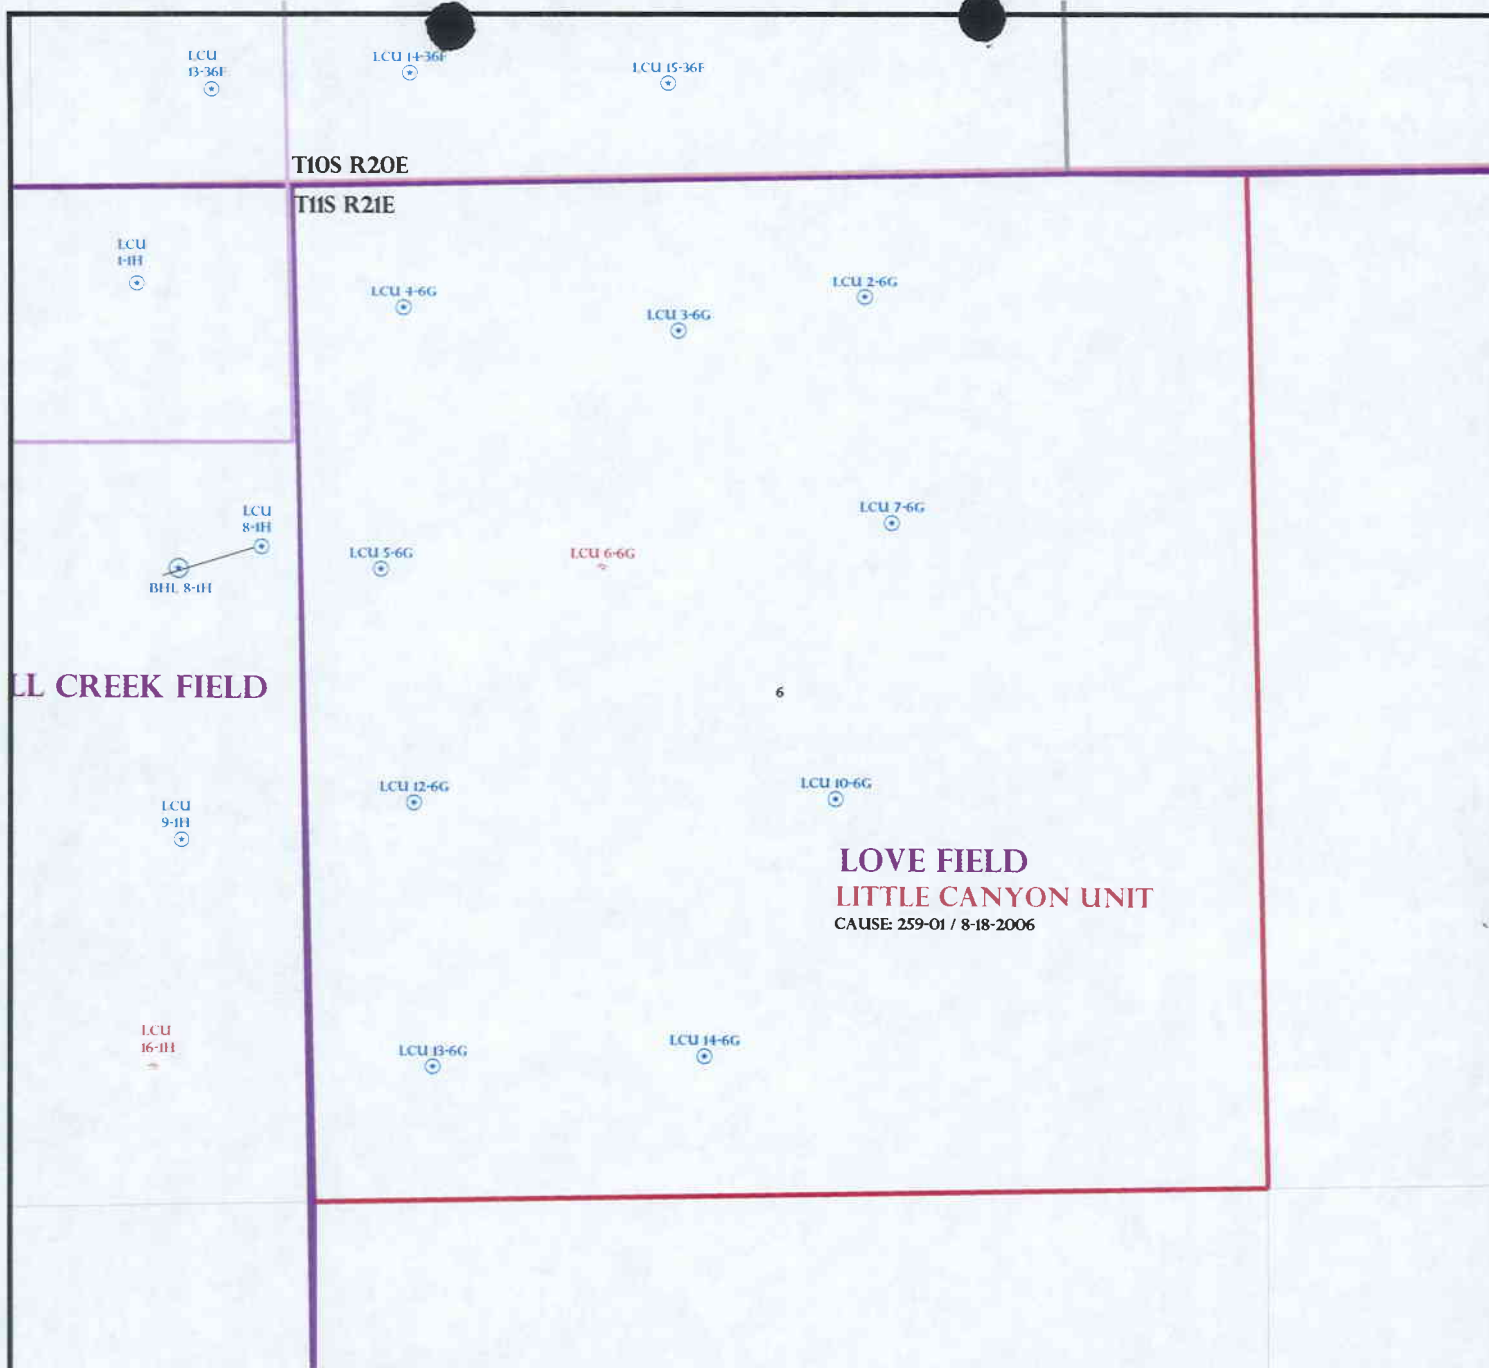 LCU
13-36F
LCU 14-36F
LCU 15-36F
T10S R20E
T11S R21E
LCU
1-1H
LCU 4-6G
LCU 3-6G
LCU 2-6G
LCU
8-1H
BHL 8-1H
LCU 5-6G
LCU 6-6G
LCU 7-6G
LL CREEK FIELD
6
LCU
9-1H
LCU 12-6G
LCU 10-6G
LOVE FIELD
LITTLE CANYON UNIT
CAUSE: 259-01 / 8-18-2006
LCU
16-1H
LCU 13-6G
LCU 14-6G